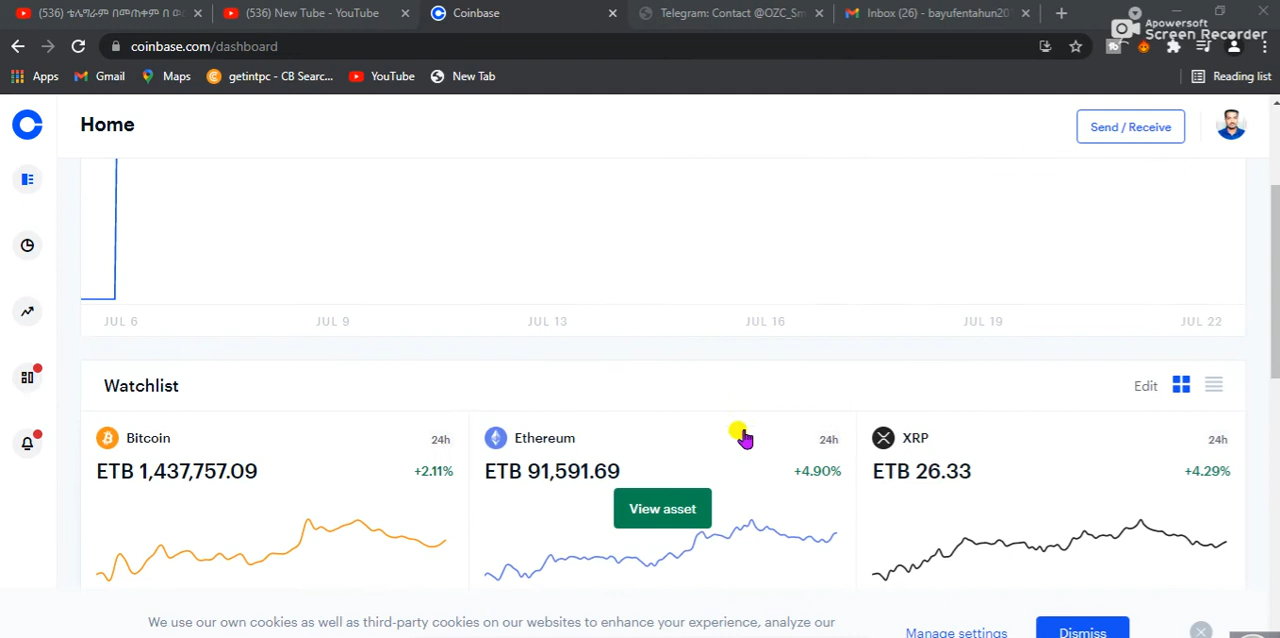 (536) ቴሌግራም በመጠቀም በ
(536) New Tube - YouTube
Coinbase
Telegram: Contact @OZC_Sm
Inbox (26) - bayufentahun20
Apowersoft
Screen Recorder
coinbase.com/dashboard
Apps
Gmail
Maps
getintpc - CB Searc...
YouTube
New Tab
Reading list
Home
Send / Receive
JUL 6
JUL 9
JUL 13
JUL 16
JUL 19
JUL 22
Watchlist
Edit
Bitcoin
24h
ETB 1,437,757.09
+2.11%
Ethereum
24h
ETB 91,591.69
+4.90%
XRP
24h
ETB 26.33
+4.29%
View asset
We use our own cookies as well as third-party cookies on our websites to enhance your experience, analyze our
Manage settings
Dismiss